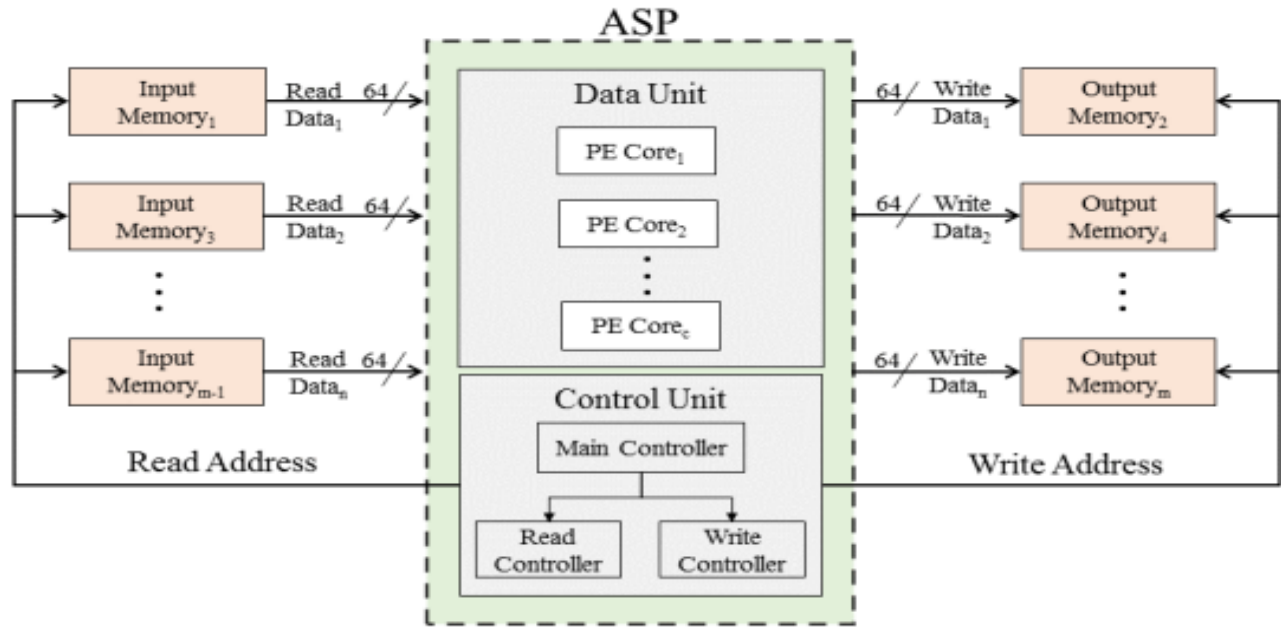 ASP
Input
Memory₁
Read
Data₁
64
Input
Memory₃
Read
Data₂
64
Input
Memoryₘ₋₁
Read
Dataₙ
64
Read Address
Data Unit
PE Core₁
PE Core₂
PE Core꜀
Control Unit
Main Controller
Read
Controller
Write
Controller
64
Write
Data₁
Output
Memory₂
64
Write
Data₂
Output
Memory₄
64
Write
Dataₙ
Output
Memoryₘ
Write Address